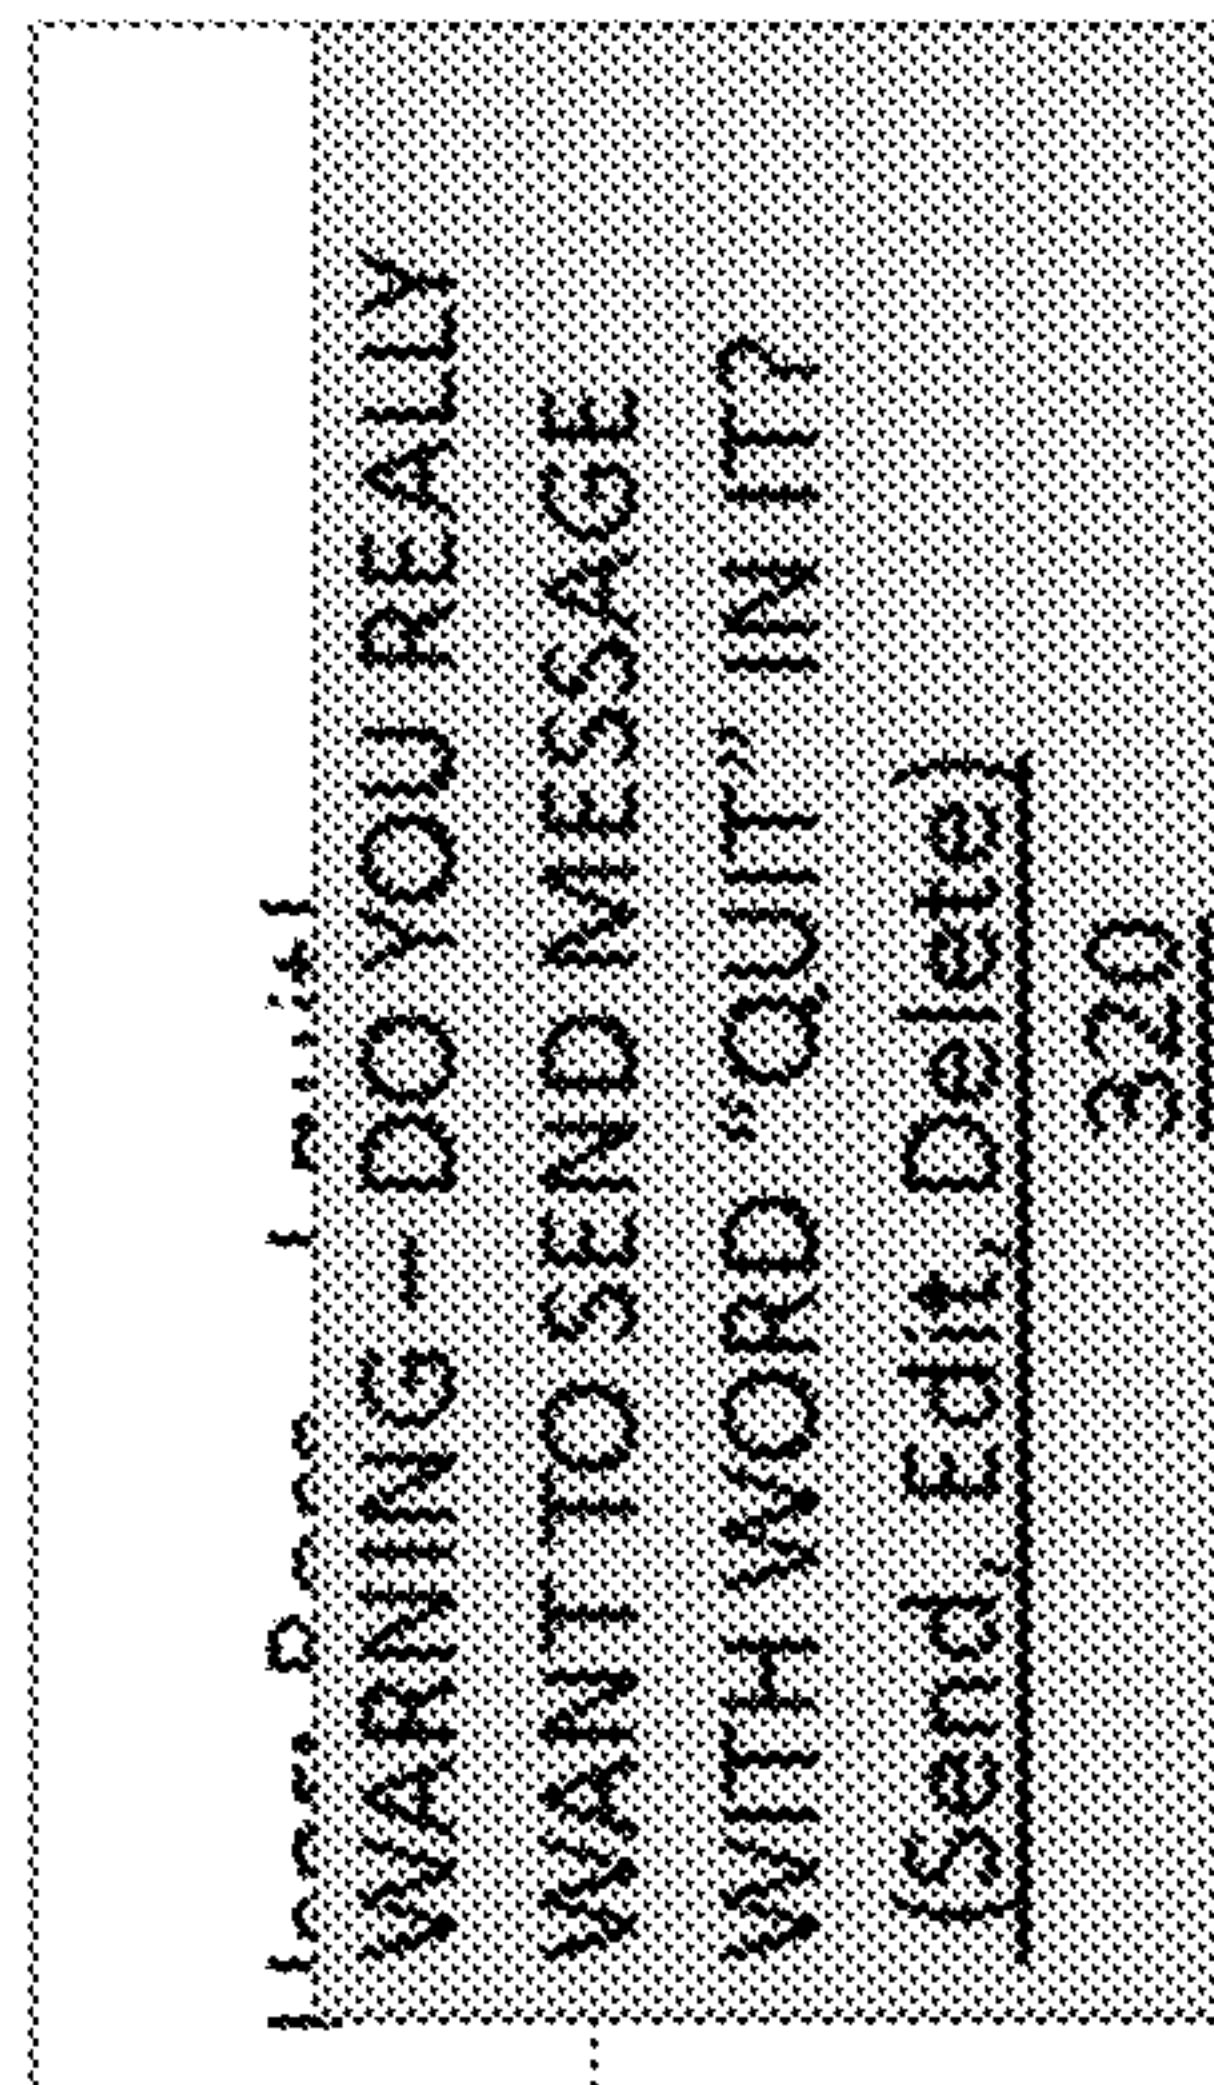 WARNING – DO YOU REALLY
WANT TO SEND MESSAGE
WITH WORD “QUIT” IN IT?
(Send, Edit, Delete)
320